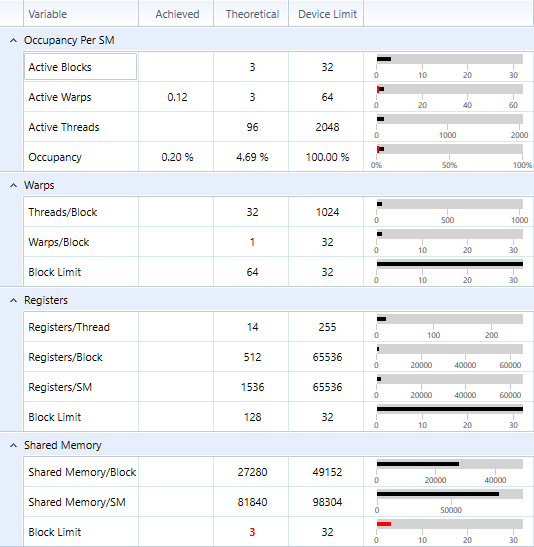 Variable Achieved Theoretical Device Limit
Occupancy Per SM
Active Blocks 3 32
0 10 20 30
Active Warps 0.12 3 64
0 20 40 60
Active Threads 96 2048
0 1000 2000
Occupancy 0.20 % 4.69 % 100.00 %
0% 50% 100%
Warps
Threads/Block 32 1024
0 500 1000
Warps/Block 1 32
0 10 20 30
Block Limit 64 32
0 10 20 30
Registers
Registers/Thread 14 255
0 100 200
Registers/Block 512 65536
0 20000 40000 60000
Registers/SM 1536 65536
0 20000 40000 60000
Block Limit 128 32
0 10 20 30
Shared Memory
Shared Memory/Block 27280 49152
0 20000 40000
Shared Memory/SM 81840 98304
50000
Block Limit 3 32
0 10 20 30